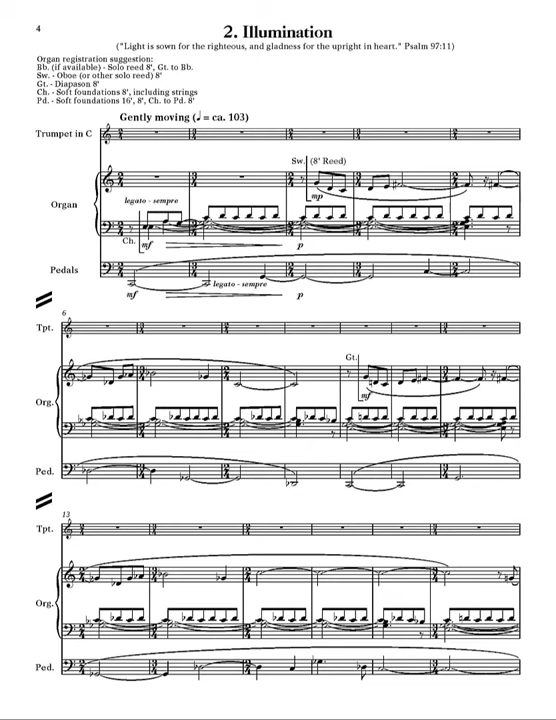 4
2. Illumination
("Light is sown for the righteous, and gladness for the upright in heart." Psalm 97:11)
Organ registration suggestion:
Bb. (if available) - Solo reed 8', Gt. to Bb.
Sw. - Oboe (or other solo reed) 8'
Gt. - Diapason 8'
Ch. - Soft foundations 8', including strings
Pd. - Soft foundations 16', 8', Ch. to Pd. 8'
Gently moving (♩ = ca. 103)
Trumpet in C
Sw. (8' Reed)
mp
Organ
legato - sempre
Ch. mf
p
Pedals
legato - sempre
mf
p
6
Tpt.
Gt.
mf
Org.
Ped.
13
Tpt.
Org.
Ped.